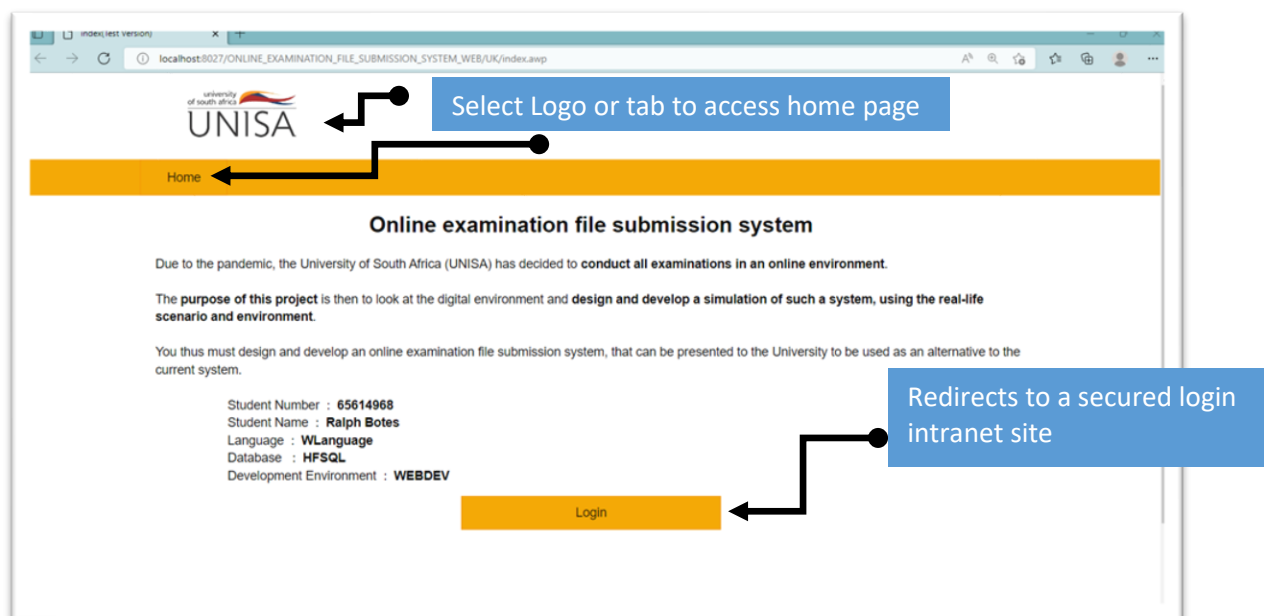 index(Test Version)
localhost:8027/ONLINE_EXAMINATION_FILE_SUBMISSION_SYSTEM_WEB/UK/index.awp
university
of south africa
UNISA
Select Logo or tab to access home page
Home
Online examination file submission system
Due to the pandemic, the University of South Africa (UNISA) has decided to conduct all examinations in an online environment.
The purpose of this project is then to look at the digital environment and design and develop a simulation of such a system, using the real-life
scenario and environment.
You thus must design and develop an online examination file submission system, that can be presented to the University to be used as an alternative to the
current system.
Redirects to a secured login
intranet site
Student Number : 65614968
Student Name : Ralph Botes
Language : WLanguage
Database : HFSQL
Development Environment : WEBDEV
Login